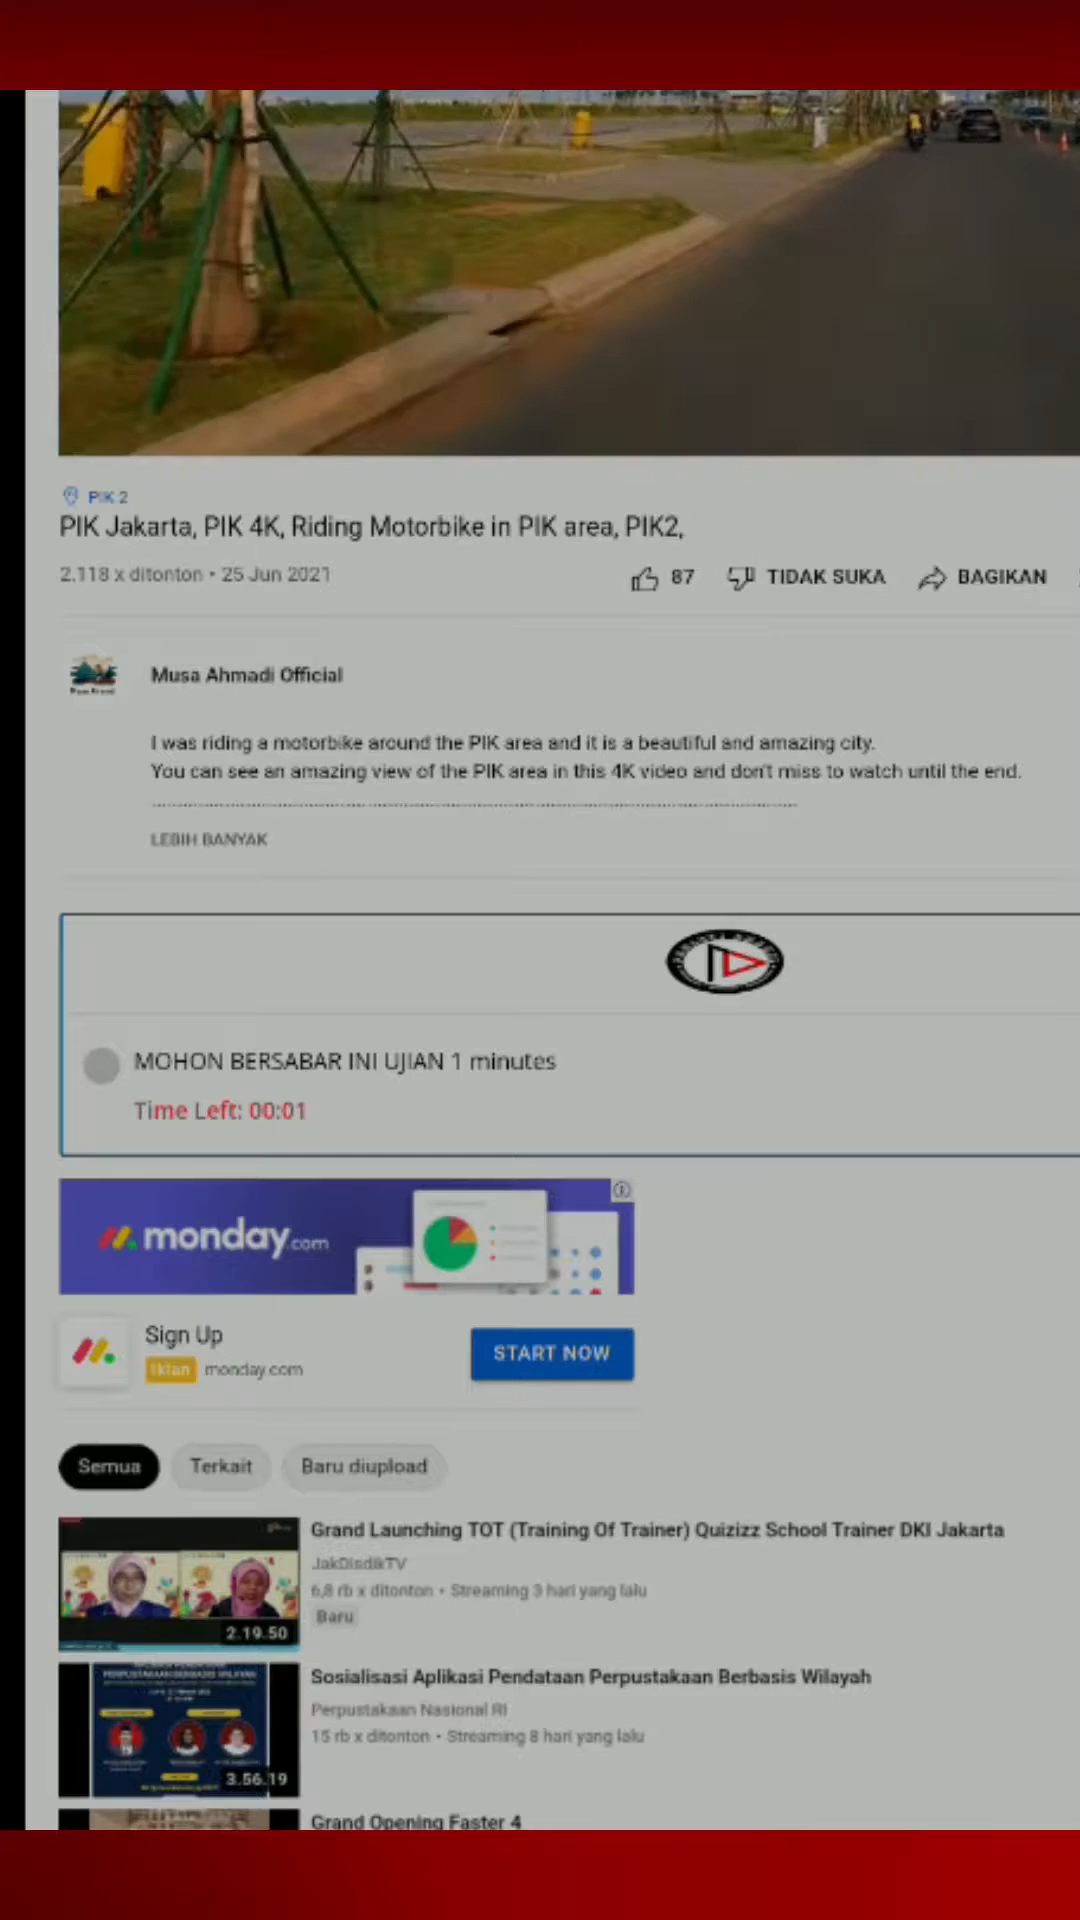 PIK 2
PIK Jakarta, PIK 4K, Riding Motorbike in PIK area, PIK2,
2.118 x ditonton • 25 Jun 2021
87 TIDAK SUKA BAGIKAN
Musa Ahmadi Official
I was riding a motorbike around the PIK area and it is a beautiful and amazing city.
You can see an amazing view of the PIK area in this 4K video and don't miss to watch until the end.
LEBIH BANYAK
MOHON BERSABAR INI UJIAN 1 minutes
Time Left: 00:01
monday.com
Sign Up
Iklan monday.com
START NOW
Semua Terkait Baru diupload
Grand Launching TOT (Training Of Trainer) Quizizz School Trainer DKI Jakarta
JakDisdikTV
6,8 rb x ditonton • Streaming 3 hari yang lalu
Baru
2.19.50
Sosialisasi Aplikasi Pendataan Perpustakaan Berbasis Wilayah
Perpustakaan Nasional RI
15 rb x ditonton • Streaming 8 hari yang lalu
PERPUSTAKAAN BERBASIS WILAYAH
3.56.19
Grand Opening Faster 4